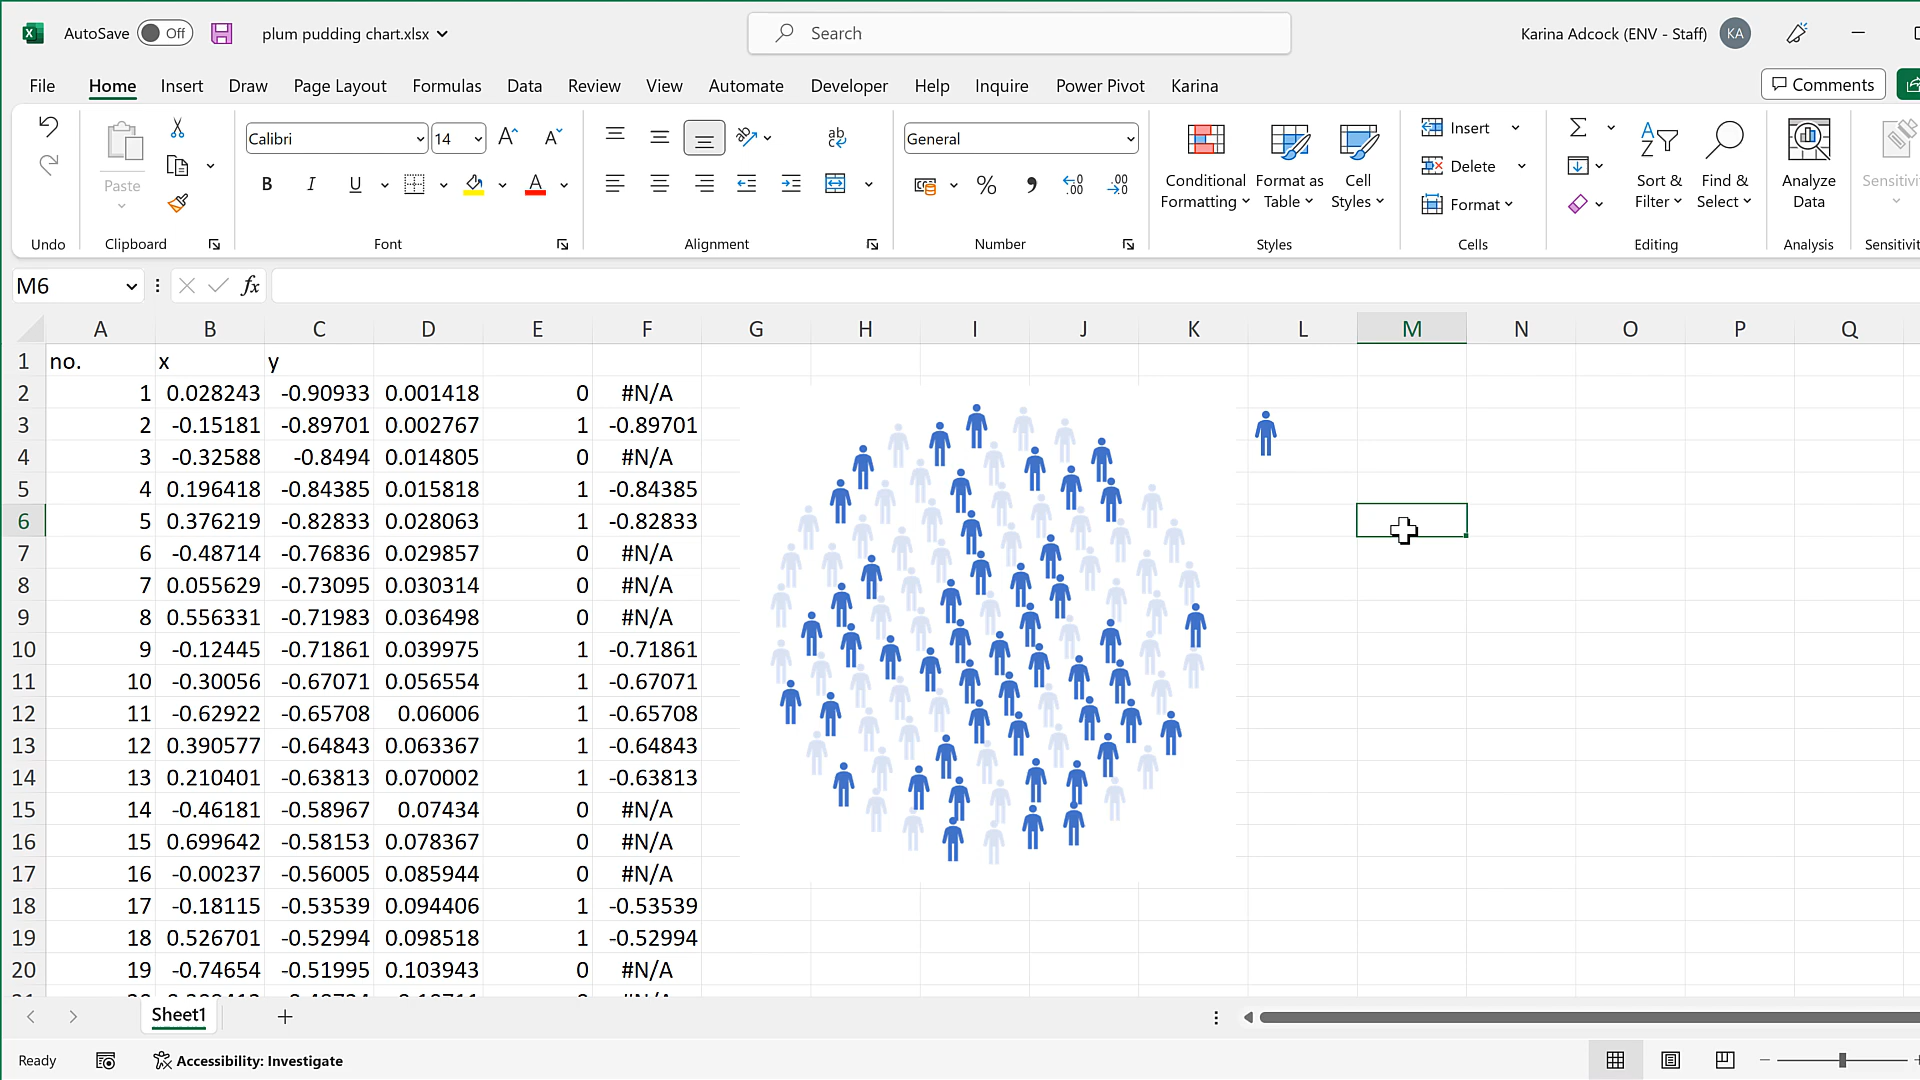 AutoSave Off plum pudding chart.xlsx Search Karina Adcock (ENV - Staff) KA
File Home Insert Draw Page Layout Formulas Data Review View Automate Developer Help Inquire Power Pivot Karina Comments
Calibri 14 General
Paste
Conditional Formatting
Format as Table
Cell Styles
Insert
Delete
Format
Sort & Filter
Find & Select
Analyze Data
Undo Clipboard Font Alignment Number Styles Cells Editing Analysis
M6 fx
A B C D E F G H I J K L M N O P Q
1 no. x y
2 1 0.028243 -0.90933 0.001418 0 #N/A
3 2 -0.15181 -0.89701 0.002767 1 -0.89701
4 3 -0.32588 -0.8494 0.014805 0 #N/A
5 4 0.196418 -0.84385 0.015818 1 -0.84385
6 5 0.376219 -0.82833 0.028063 1 -0.82833
7 6 -0.48714 -0.76836 0.029857 0 #N/A
8 7 0.055629 -0.73095 0.030314 0 #N/A
9 8 0.556331 -0.71983 0.036498 0 #N/A
10 9 -0.12445 -0.71861 0.039975 1 -0.71861
11 10 -0.30056 -0.67071 0.056554 1 -0.67071
12 11 -0.62922 -0.65708 0.06006 1 -0.65708
13 12 0.390577 -0.64843 0.063367 1 -0.64843
14 13 0.210401 -0.63813 0.070002 1 -0.63813
15 14 -0.46181 -0.58967 0.07434 0 #N/A
16 15 0.699642 -0.58153 0.078367 0 #N/A
17 16 -0.00237 -0.56005 0.085944 0 #N/A
18 17 -0.18115 -0.53539 0.094406 1 -0.53539
19 18 0.526701 -0.52994 0.098518 1 -0.52994
20 19 -0.74654 -0.51995 0.103943 0 #N/A
Sheet1
Ready Accessibility: Investigate